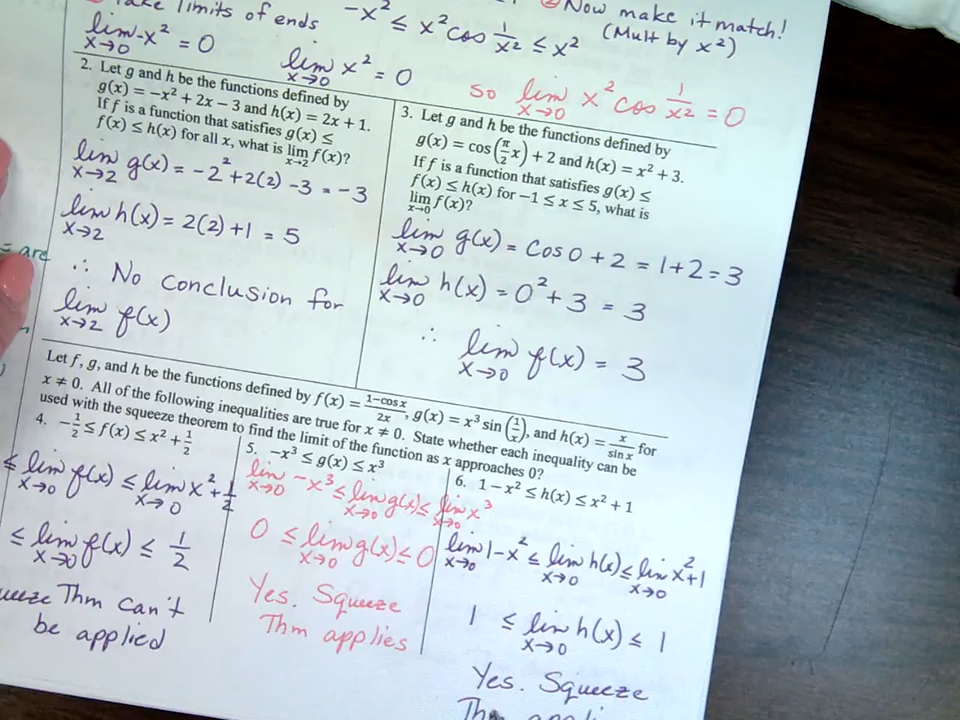 Take limits of ends
-x² ≤ x² cos 1/x² ≤ x²
② Now make it match!
(Mult by x²)
lim x→0 -x² = 0
lim x→0 x² = 0
so lim x→0 x² cos 1/x² = 0
2. Let g and h be the functions defined by
g(x) = -x² + 2x - 3 and h(x) = 2x + 1.
If f is a function that satisfies g(x) ≤
f(x) ≤ h(x) for all x, what is lim x→2 f(x)?
lim x→2 g(x) = -2² + 2(2) - 3 = -3
lim x→2 h(x) = 2(2) + 1 = 5
∴ No conclusion for
lim x→2 f(x)
3. Let g and h be the functions defined by
g(x) = cos(π/2 x) + 2 and h(x) = x² + 3.
If f is a function that satisfies g(x) ≤
f(x) ≤ h(x) for -1 ≤ x ≤ 5, what is
lim x→0 f(x)?
lim x→0 g(x) = cos 0 + 2 = 1 + 2 = 3
lim x→0 h(x) = 0² + 3 = 3
∴ lim x→0 f(x) = 3
= are
Let f, g, and h be the functions defined by f(x) = 1-cos x / 2x, g(x) = x³ sin(1/x), and h(x) = x / sin x for
x ≠ 0. All of the following inequalities are true for x ≠ 0. State whether each inequality can be
used with the squeeze theorem to find the limit of the function as x approaches 0?
4. -1/2 ≤ f(x) ≤ x² + 1/2
≤ lim x→0 f(x) ≤ lim x→0 x² + 1/2
≤ lim x→0 f(x) ≤ 1/2
Thm can't
be applied
5. -x³ ≤ g(x) ≤ x³
lim x→0 -x³ ≤ lim x→0 g(x) ≤ lim x→0 x³
0 ≤ lim x→0 g(x) ≤ 0
Yes. Squeeze
Thm applies
6. 1 - x² ≤ h(x) ≤ x² + 1
lim x→0 1 - x² ≤ lim x→0 h(x) ≤ lim x→0 x² + 1
1 ≤ lim x→0 h(x) ≤ 1
Yes. Squeeze
Thm